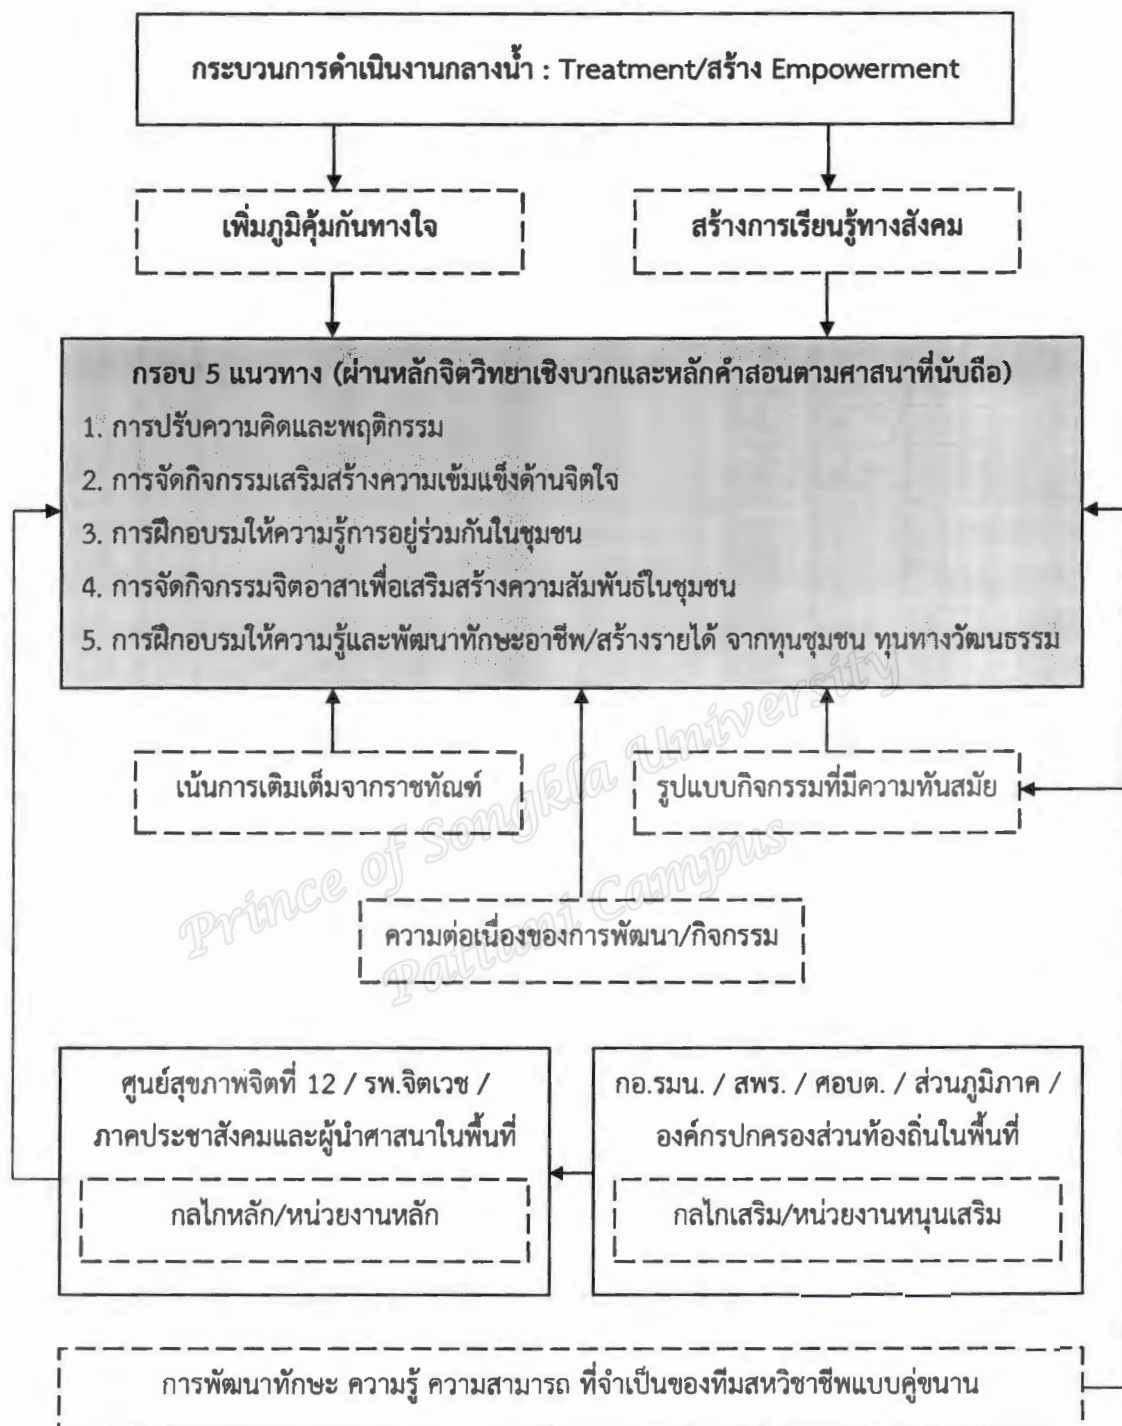 กระบวนการดำเนินงานกลางน้ำ : Treatment/สร้าง Empowerment
เพิ่มภูมิคุ้มกันทางใจ
สร้างการเรียนรู้ทางสังคม
กรอบ 5 แนวทาง (ผ่านหลักจิตวิทยาเชิงบวกและหลักคำสอนตามศาสนาที่นับถือ)
1. การปรับความคิดและพฤติกรรม
2. การจัดกิจกรรมเสริมสร้างความเข้มแข็งด้านจิตใจ
3. การฝึกอบรมให้ความรู้การอยู่ร่วมกันในชุมชน
4. การจัดกิจกรรมจิตอาสาเพื่อเสริมสร้างความสัมพันธ์ในชุมชน
5. การฝึกอบรมให้ความรู้และพัฒนาทักษะอาชีพ/สร้างรายได้ จากทุนชุมชน ทุนทางวัฒนธรรม
เน้นการเติมเต็มจากราชทัณฑ์
รูปแบบกิจกรรมที่มีความทันสมัย
Prince of Songkla University
Pattani Campus
ความต่อเนื่องของการพัฒนา/กิจกรรม
ศูนย์สุขภาพจิตที่ 12 / รพ.จิตเวช /
ภาคประชาสังคมและผู้นำศาสนาในพื้นที่
กลไกหลัก/หน่วยงานหลัก
กอ.รมน. / สพร. / ศอบต. / ส่วนภูมิภาค /
องค์กรปกครองส่วนท้องถิ่นในพื้นที่
กลไกเสริม/หน่วยงานหนุนเสริม
การพัฒนาทักษะ ความรู้ ความสามารถ ที่จำเป็นของทีมสหวิชาชีพแบบคู่ขนาน